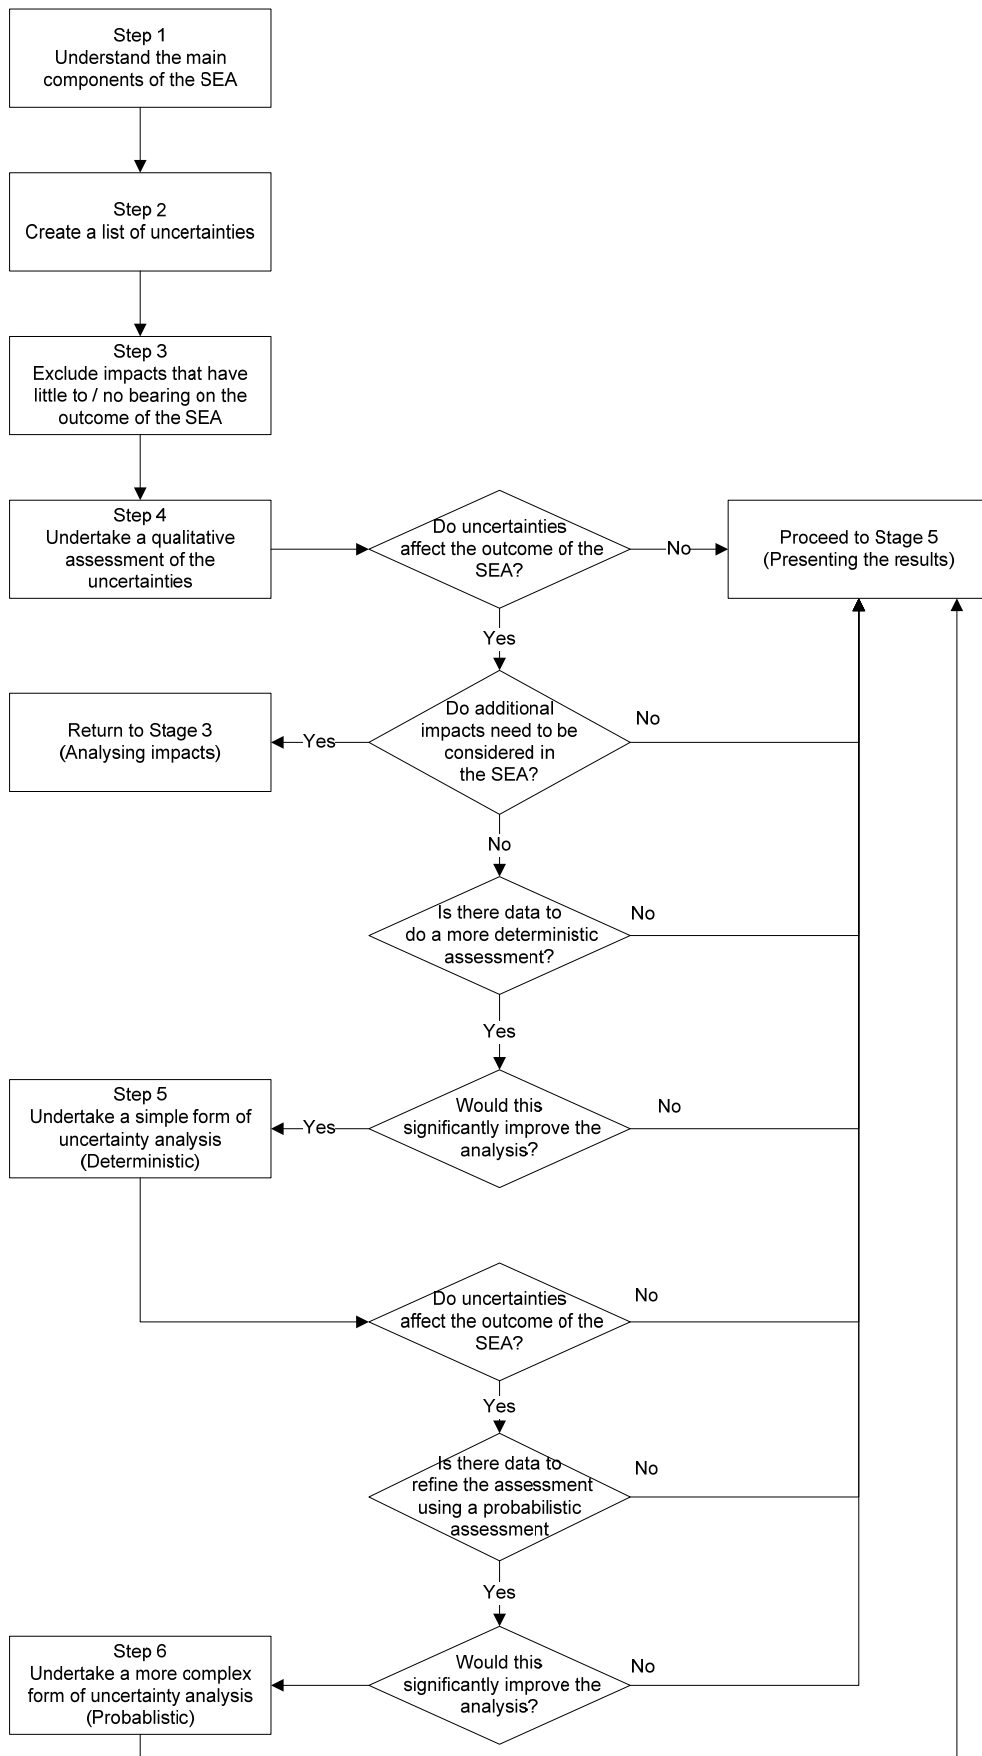 Step 1
Understand the main
components of the SEA
Step 2
Create a list of uncertainties
Step 3
Exclude impacts that have
little to / no bearing on the
outcome of the SEA
Step 4
Undertake a qualitative
assessment of the
uncertainties
Do uncertainties
affect the outcome of the
SEA?
No
Proceed to Stage 5
(Presenting the results)
Yes
Return to Stage 3
(Analysing impacts)
Yes
Do additional
impacts need to be
considered in
the SEA?
No
No
Is there data to
do a more deterministic
assessment?
No
Yes
Step 5
Undertake a simple form of
uncertainty analysis
(Deterministic)
Yes
Would this
significantly improve the
analysis?
No
Do uncertainties
affect the outcome of the
SEA?
No
Yes
Is there data to
refine the assessment
using a probabilistic
assessment
No
Yes
Step 6
Undertake a more complex
form of uncertainty analysis
(Probablistic)
Would this
significantly improve the
analysis?
No